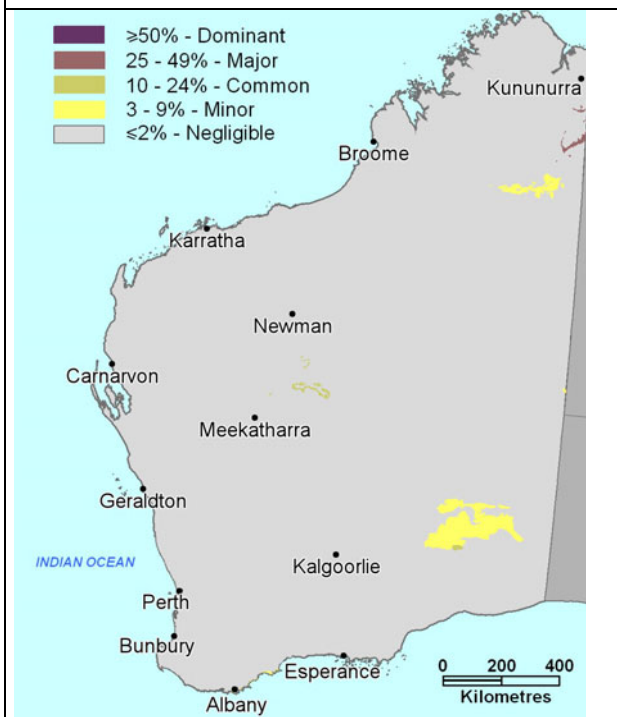 ≥50% - Dominant
25 - 49% - Major
10 - 24% - Common
3 - 9% - Minor
≤2% - Negligible
Kununurra
Broome
Karratha
Newman
Carnarvon
Meekatharra
Geraldton
INDIAN OCEAN
Kalgoorlie
Perth
Bunbury
Esperance
Albany
0 200 400
Kilometres